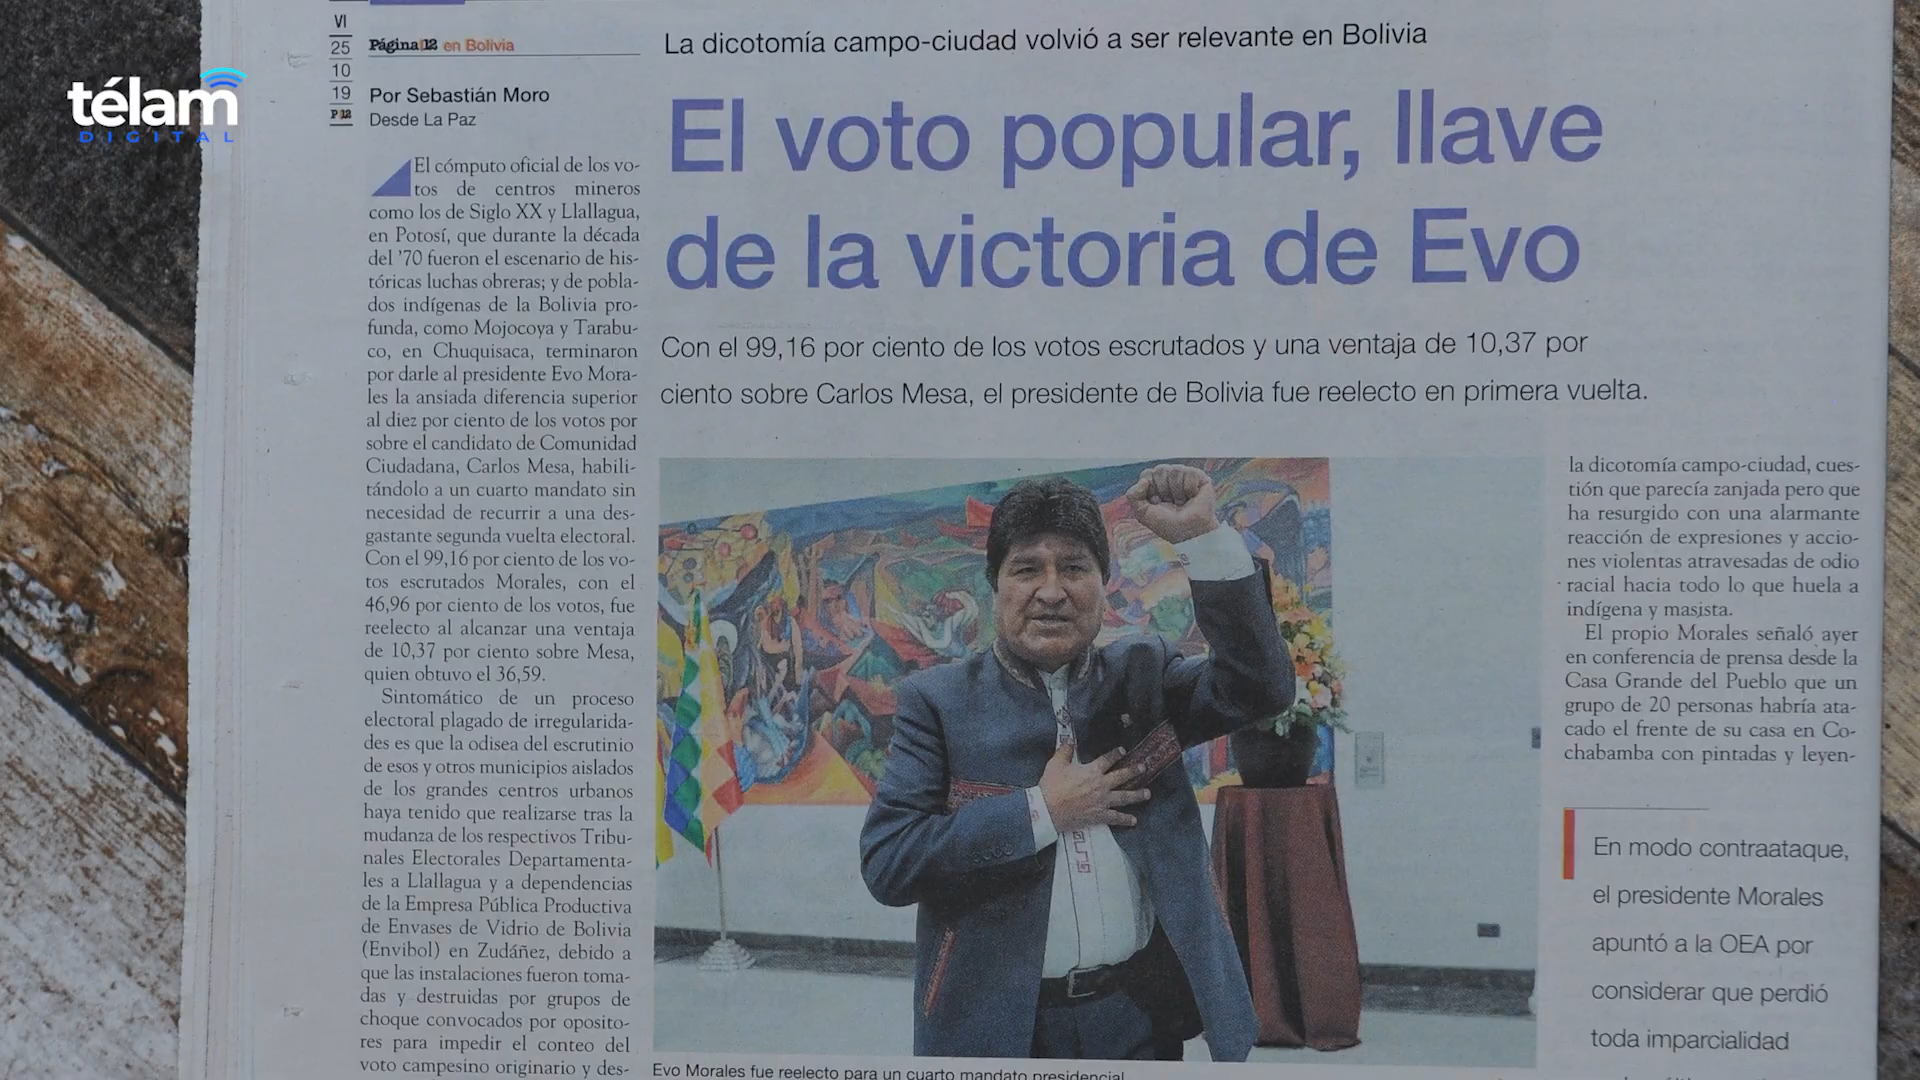 télam
DIGITAL
VI
25
10
19
P12
Página12 en Bolivia
Por Sebastián Moro
Desde La Paz
La dicotomía campo-ciudad volvió a ser relevante en Bolivia
El voto popular, llave
de la victoria de Evo
Con el 99,16 por ciento de los votos escrutados y una ventaja de 10,37 por
ciento sobre Carlos Mesa, el presidente de Bolivia fue reelecto en primera vuelta.
El cómputo oficial de los vo-
tos de centros mineros
como los de Siglo XX y Llallagua,
en Potosí, que durante la década
del '70 fueron el escenario de his-
tóricas luchas obreras; y de pobla-
dos indígenas de la Bolivia pro-
funda, como Mojocoya y Tarabu-
co, en Chuquisaca, terminaron
por darle al presidente Evo Mora-
les la ansiada diferencia superior
al diez por ciento de los votos por
sobre el candidato de Comunidad
Ciudadana, Carlos Mesa, habili-
tándolo a un cuarto mandato sin
necesidad de recurrir a una des-
gastante segunda vuelta electoral.
Con el 99,16 por ciento de los vo-
tos escrutados Morales, con el
46,96 por ciento de los votos, fue
reelecto al alcanzar una ventaja
de 10,37 por ciento sobre Mesa,
quien obtuvo el 36,59.
Sintomático de un proceso
electoral plagado de irregularida-
des es que la odisea del escrutinio
de esos y otros municipios aislados
de los grandes centros urbanos
haya tenido que realizarse tras la
mudanza de los respectivos Tribu-
nales Electorales Departamenta-
les a Llallagua y a dependencias
de la Empresa Pública Productiva
de Envases de Vidrio de Bolivia
(Envibol) en Zudáñez, debido a
que las instalaciones fueron toma-
das y destruidas por grupos de
choque convocados por oposito-
res para impedir el conteo del
voto campesino originario y des-
Evo Morales fue reelecto para un cuarto mandato presidencial
la dicotomía campo-ciudad, cues-
tión que parecía zanjada pero que
ha resurgido con una alarmante
reacción de expresiones y accio-
nes violentas atravesadas de odio
racial hacia todo lo que huela a
indígena y masista.
El propio Morales señaló ayer
en conferencia de prensa desde la
Casa Grande del Pueblo que un
grupo de 20 personas habría ata-
cado el frente de su casa en Co-
chabamba con pintadas y leyen-
En modo contraataque,
el presidente Morales
apuntó a la OEA por
considerar que perdió
toda imparcialidad